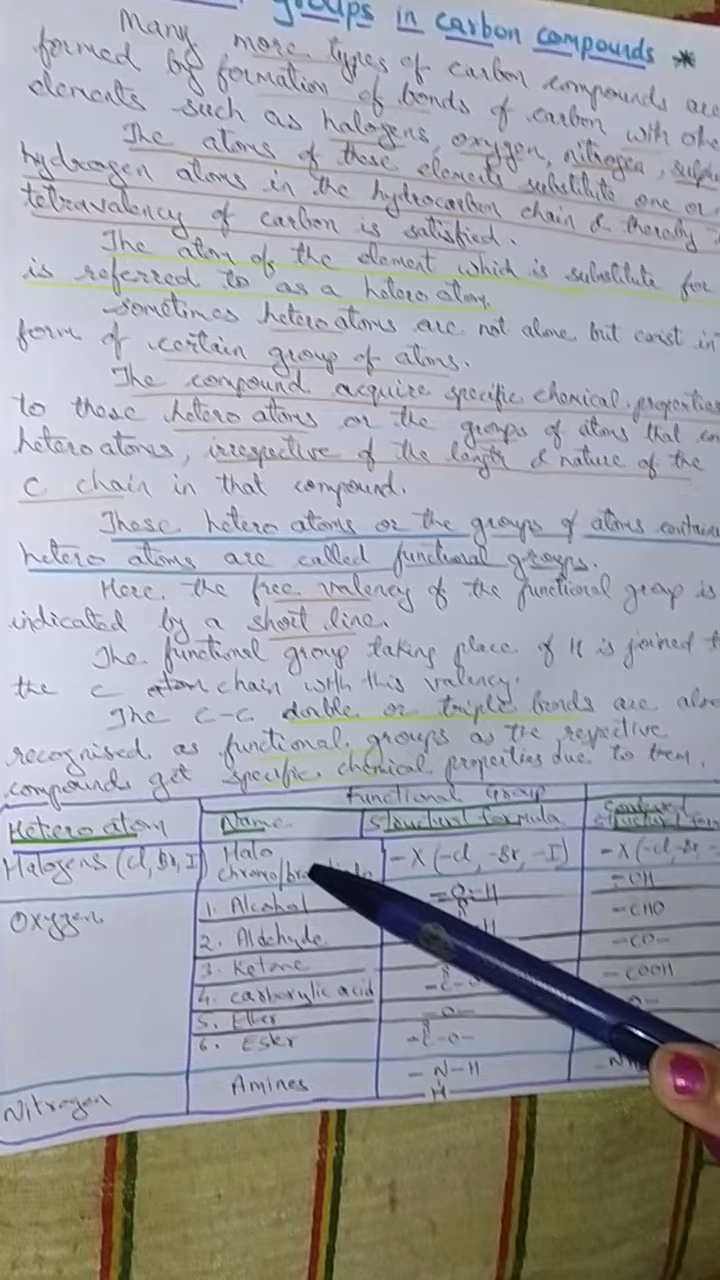 groups in carbon compounds *
Many more types of carbon compounds are
formed by formation of bonds of carbon with othe
elements such as halogens, oxygen, nitrogen, sulph
The atoms of these elements substitute one or
hydrogen atoms in the hydrocarbon chain & thereby
tetravalency of carbon is satisfied.
The atom of the element which is substitute for
is referred to as a hetero atom.
Sometimes hetero atoms are not alone but exist in
form of certain group of atoms.
The compound acquire specific chemical properties
to these hetero atoms or the groups of atoms that con
hetero atoms, irrespective of the length & nature of the
C chain in that compound.
These hetero atoms or the groups of atoms containi
hetero atoms are called functional groups.
Here, the free valency of the functional group is
indicated by a short line.
The functional group taking place of H is joined t
the C chain with this valency.
The C-C double or triple bonds are also
recognised as functional groups as the respective
compounds get specific chemical properties due to them.
Functional Group
Hetero atom Name Structural formula
Halogens (Cl, Br, I) Halo -X (-Cl, -Br, -I) -X (-Cl, -Br
Oxygen 1. Alcohol -O-H -OH
2. Aldehyde -CHO
3. Ketone -CO-
4. carboxylic acid -COOH
5. Ether -O- -O-
6. Ester -C-O-
Nitrogen Amines -N-H
H